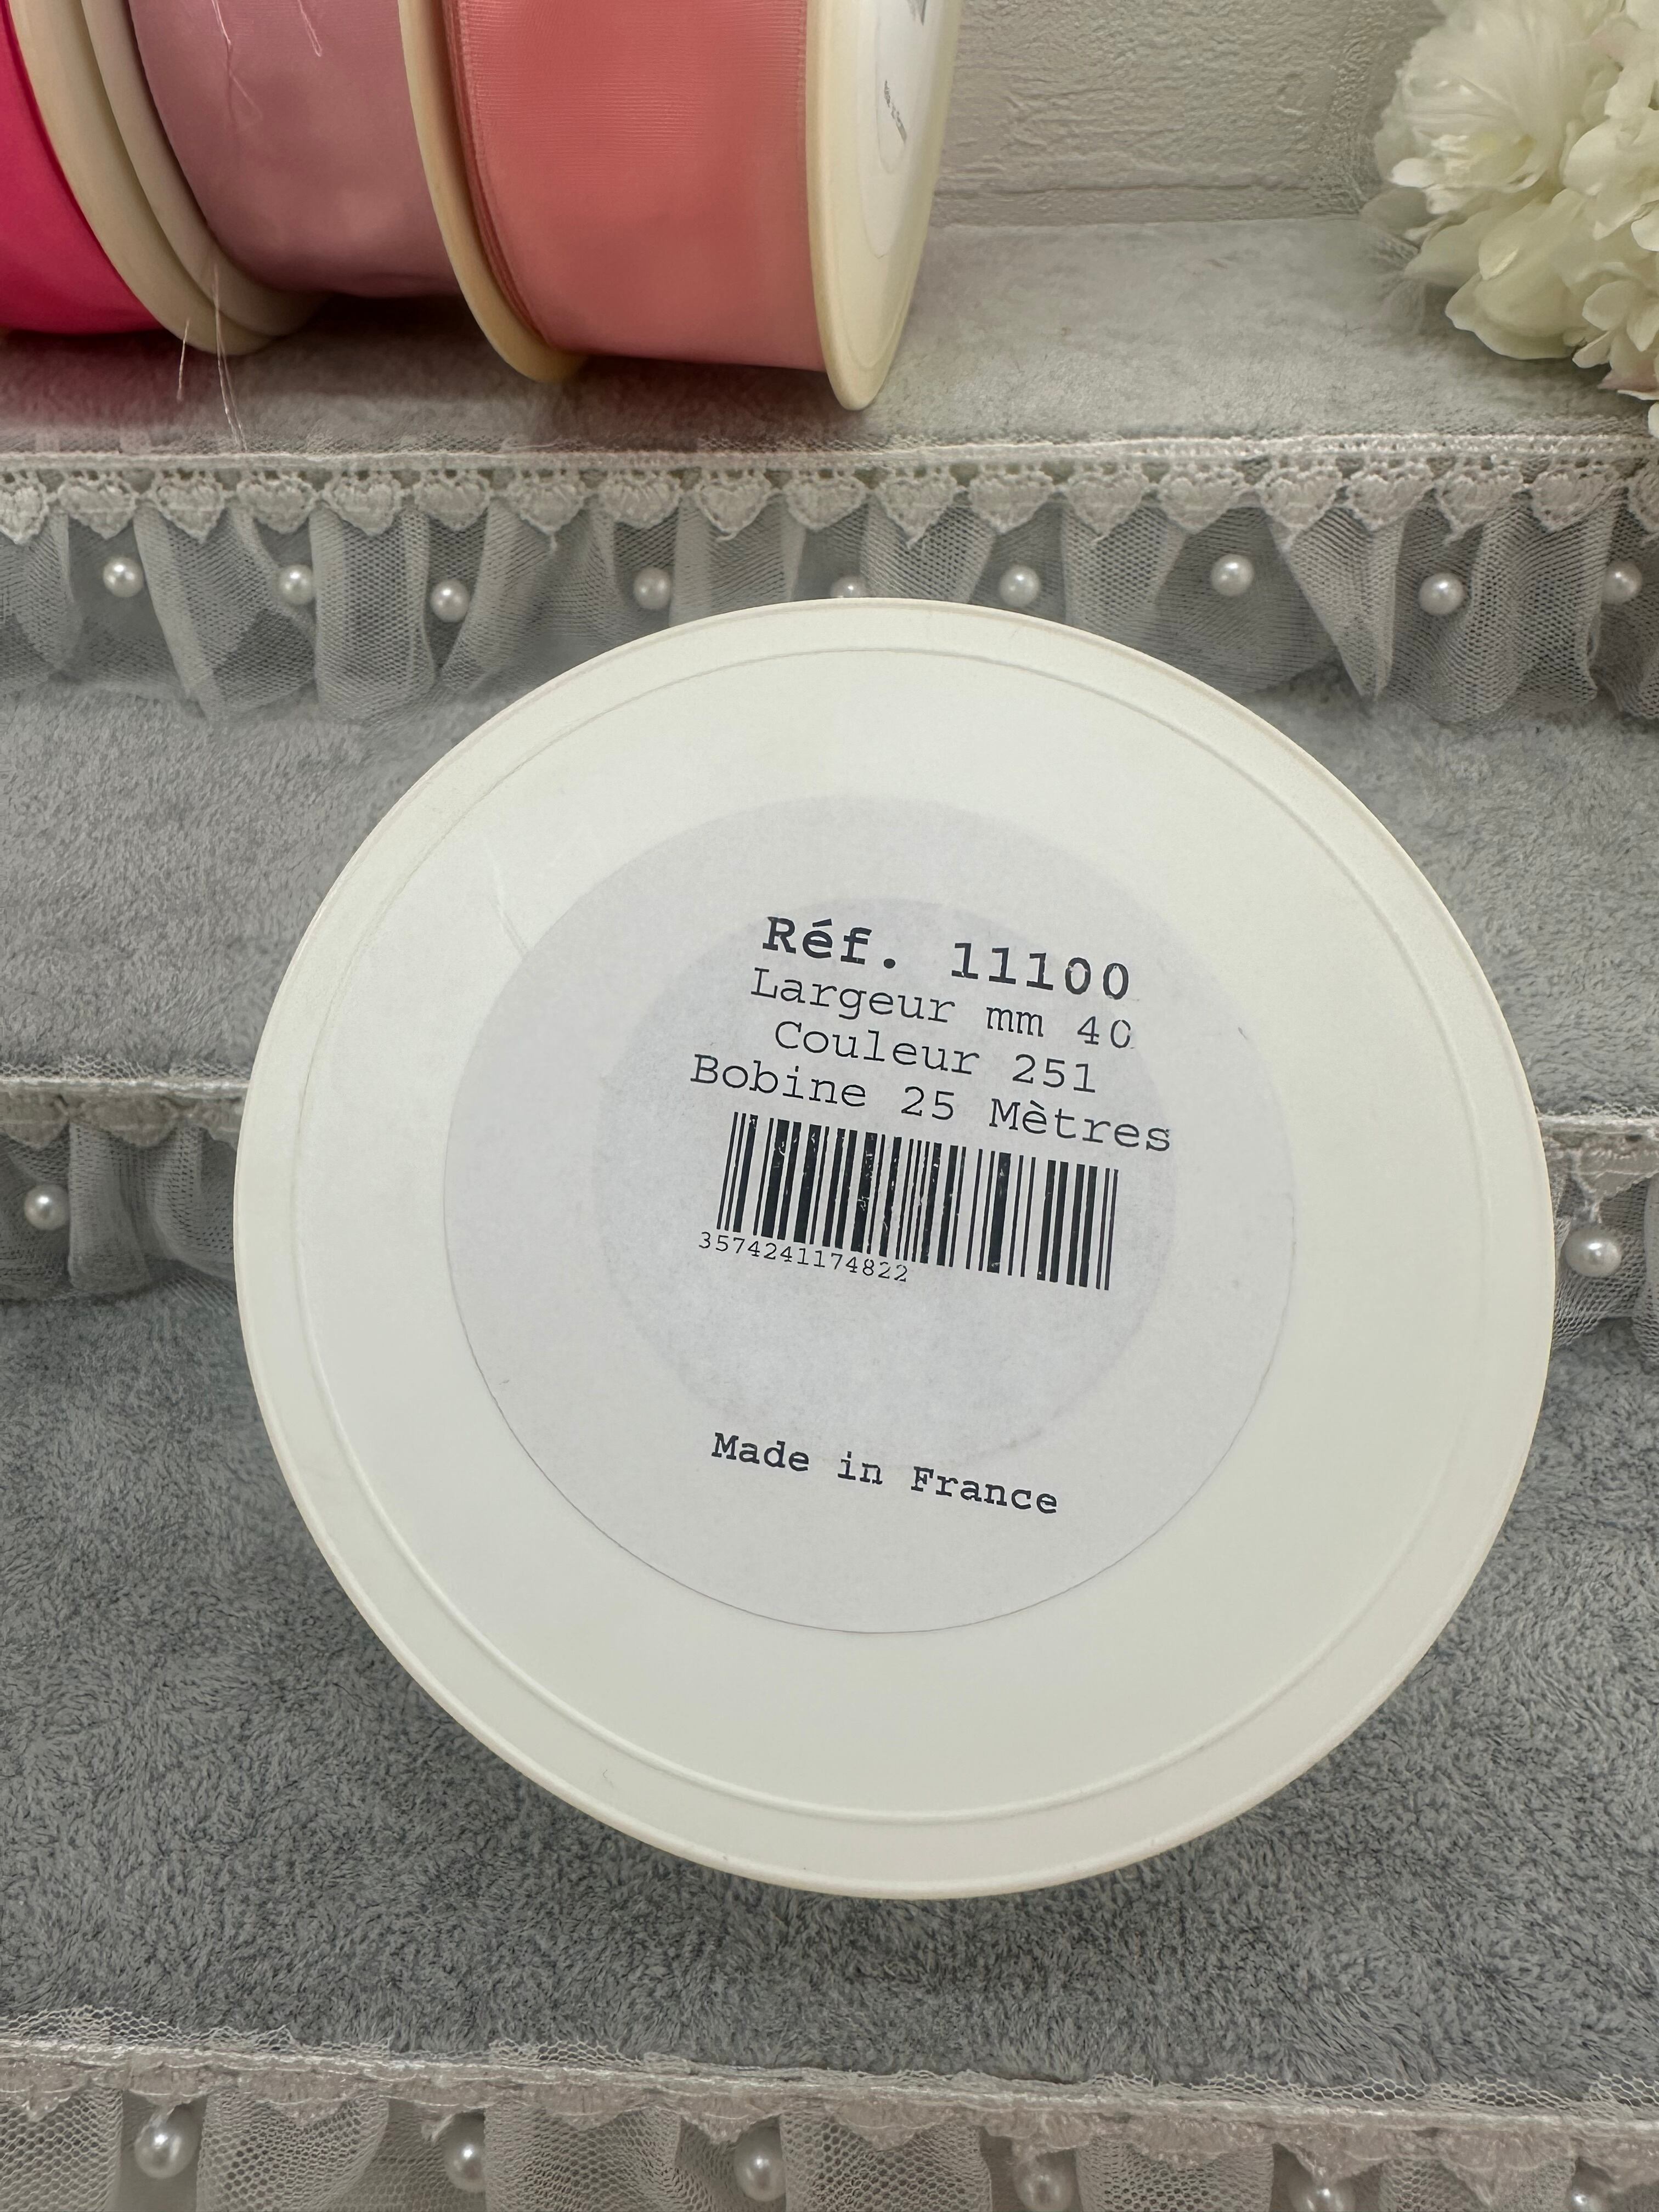 Réf. 11100
Largeur mm 40
Couleur 251
Bobine 25 Mètres
3574241174822
Made in France